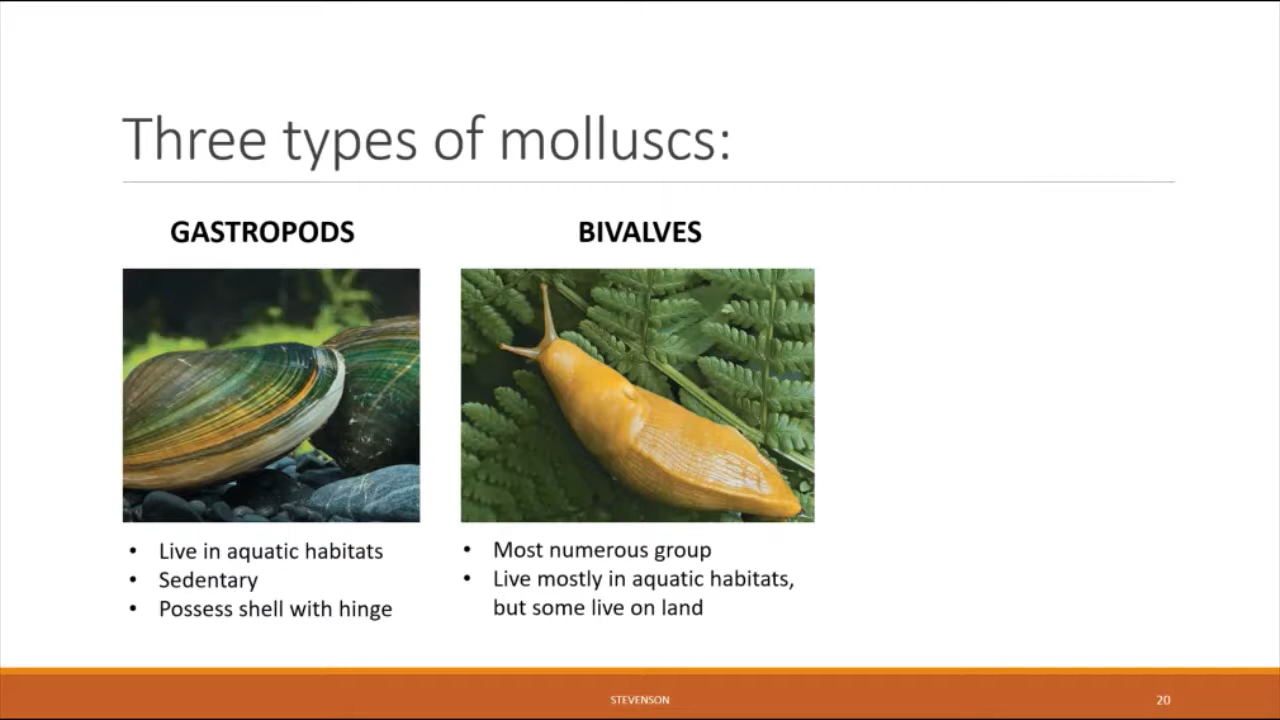 Three types of molluscs:
GASTROPODS
• Live in aquatic habitats
• Sedentary
• Possess shell with hinge
BIVALVES
• Most numerous group
• Live mostly in aquatic habitats,
but some live on land
STEVENSON
20